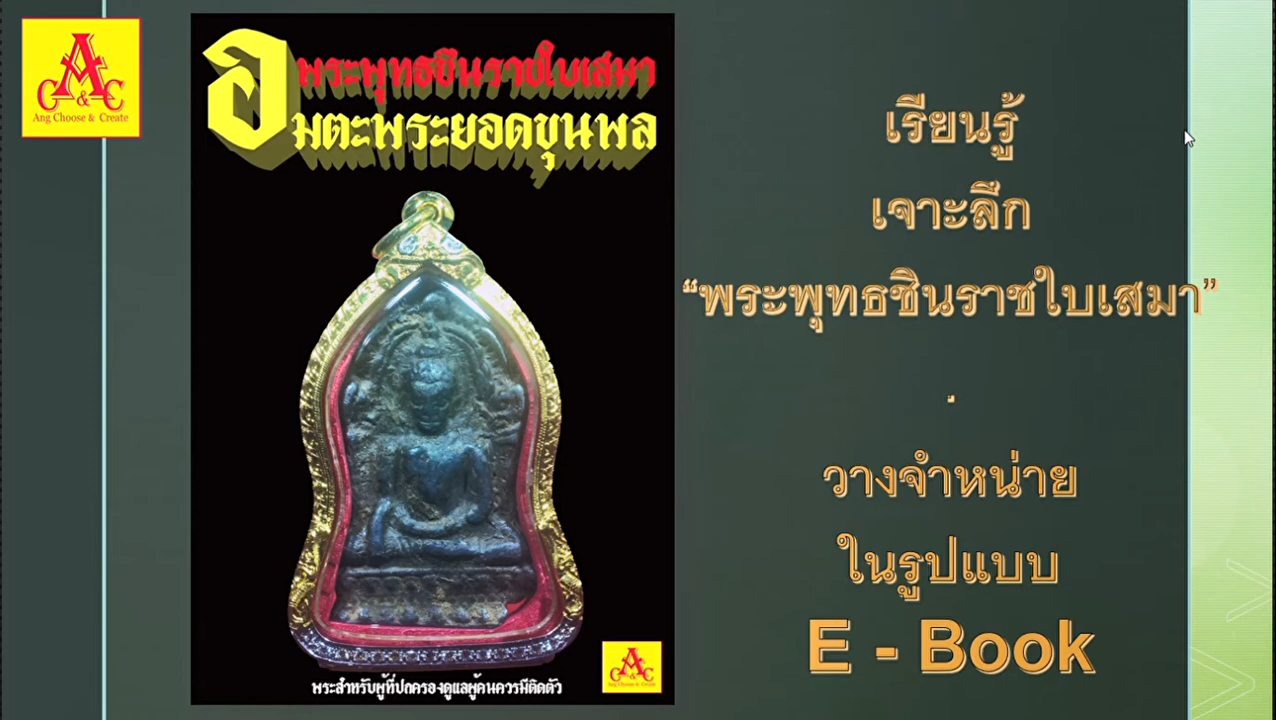 A
C & C
Ang Choose & Create
พระพุทธชินราชใบเสมา
อมตะพระยอดขุนพล
พระสำหรับผู้ที่ปกครองดูแลผู้คนควรมีติดตัว
A
C & C
Ang Choose & Create
เรียนรู้
เจาะลึก
“พระพุทธชินราชใบเสมา”
.
วางจำหน่าย
ในรูปแบบ
E - Book